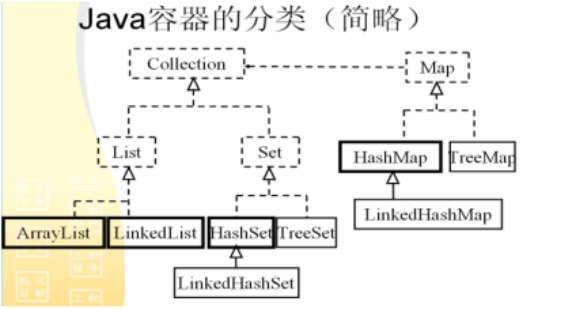 Java容器的分类（简略）
Collection
Map
List
Set
HashMap
TreeMap
LinkedHashMap
ArrayList
LinkedList
HashSet
TreeSet
LinkedHashSet